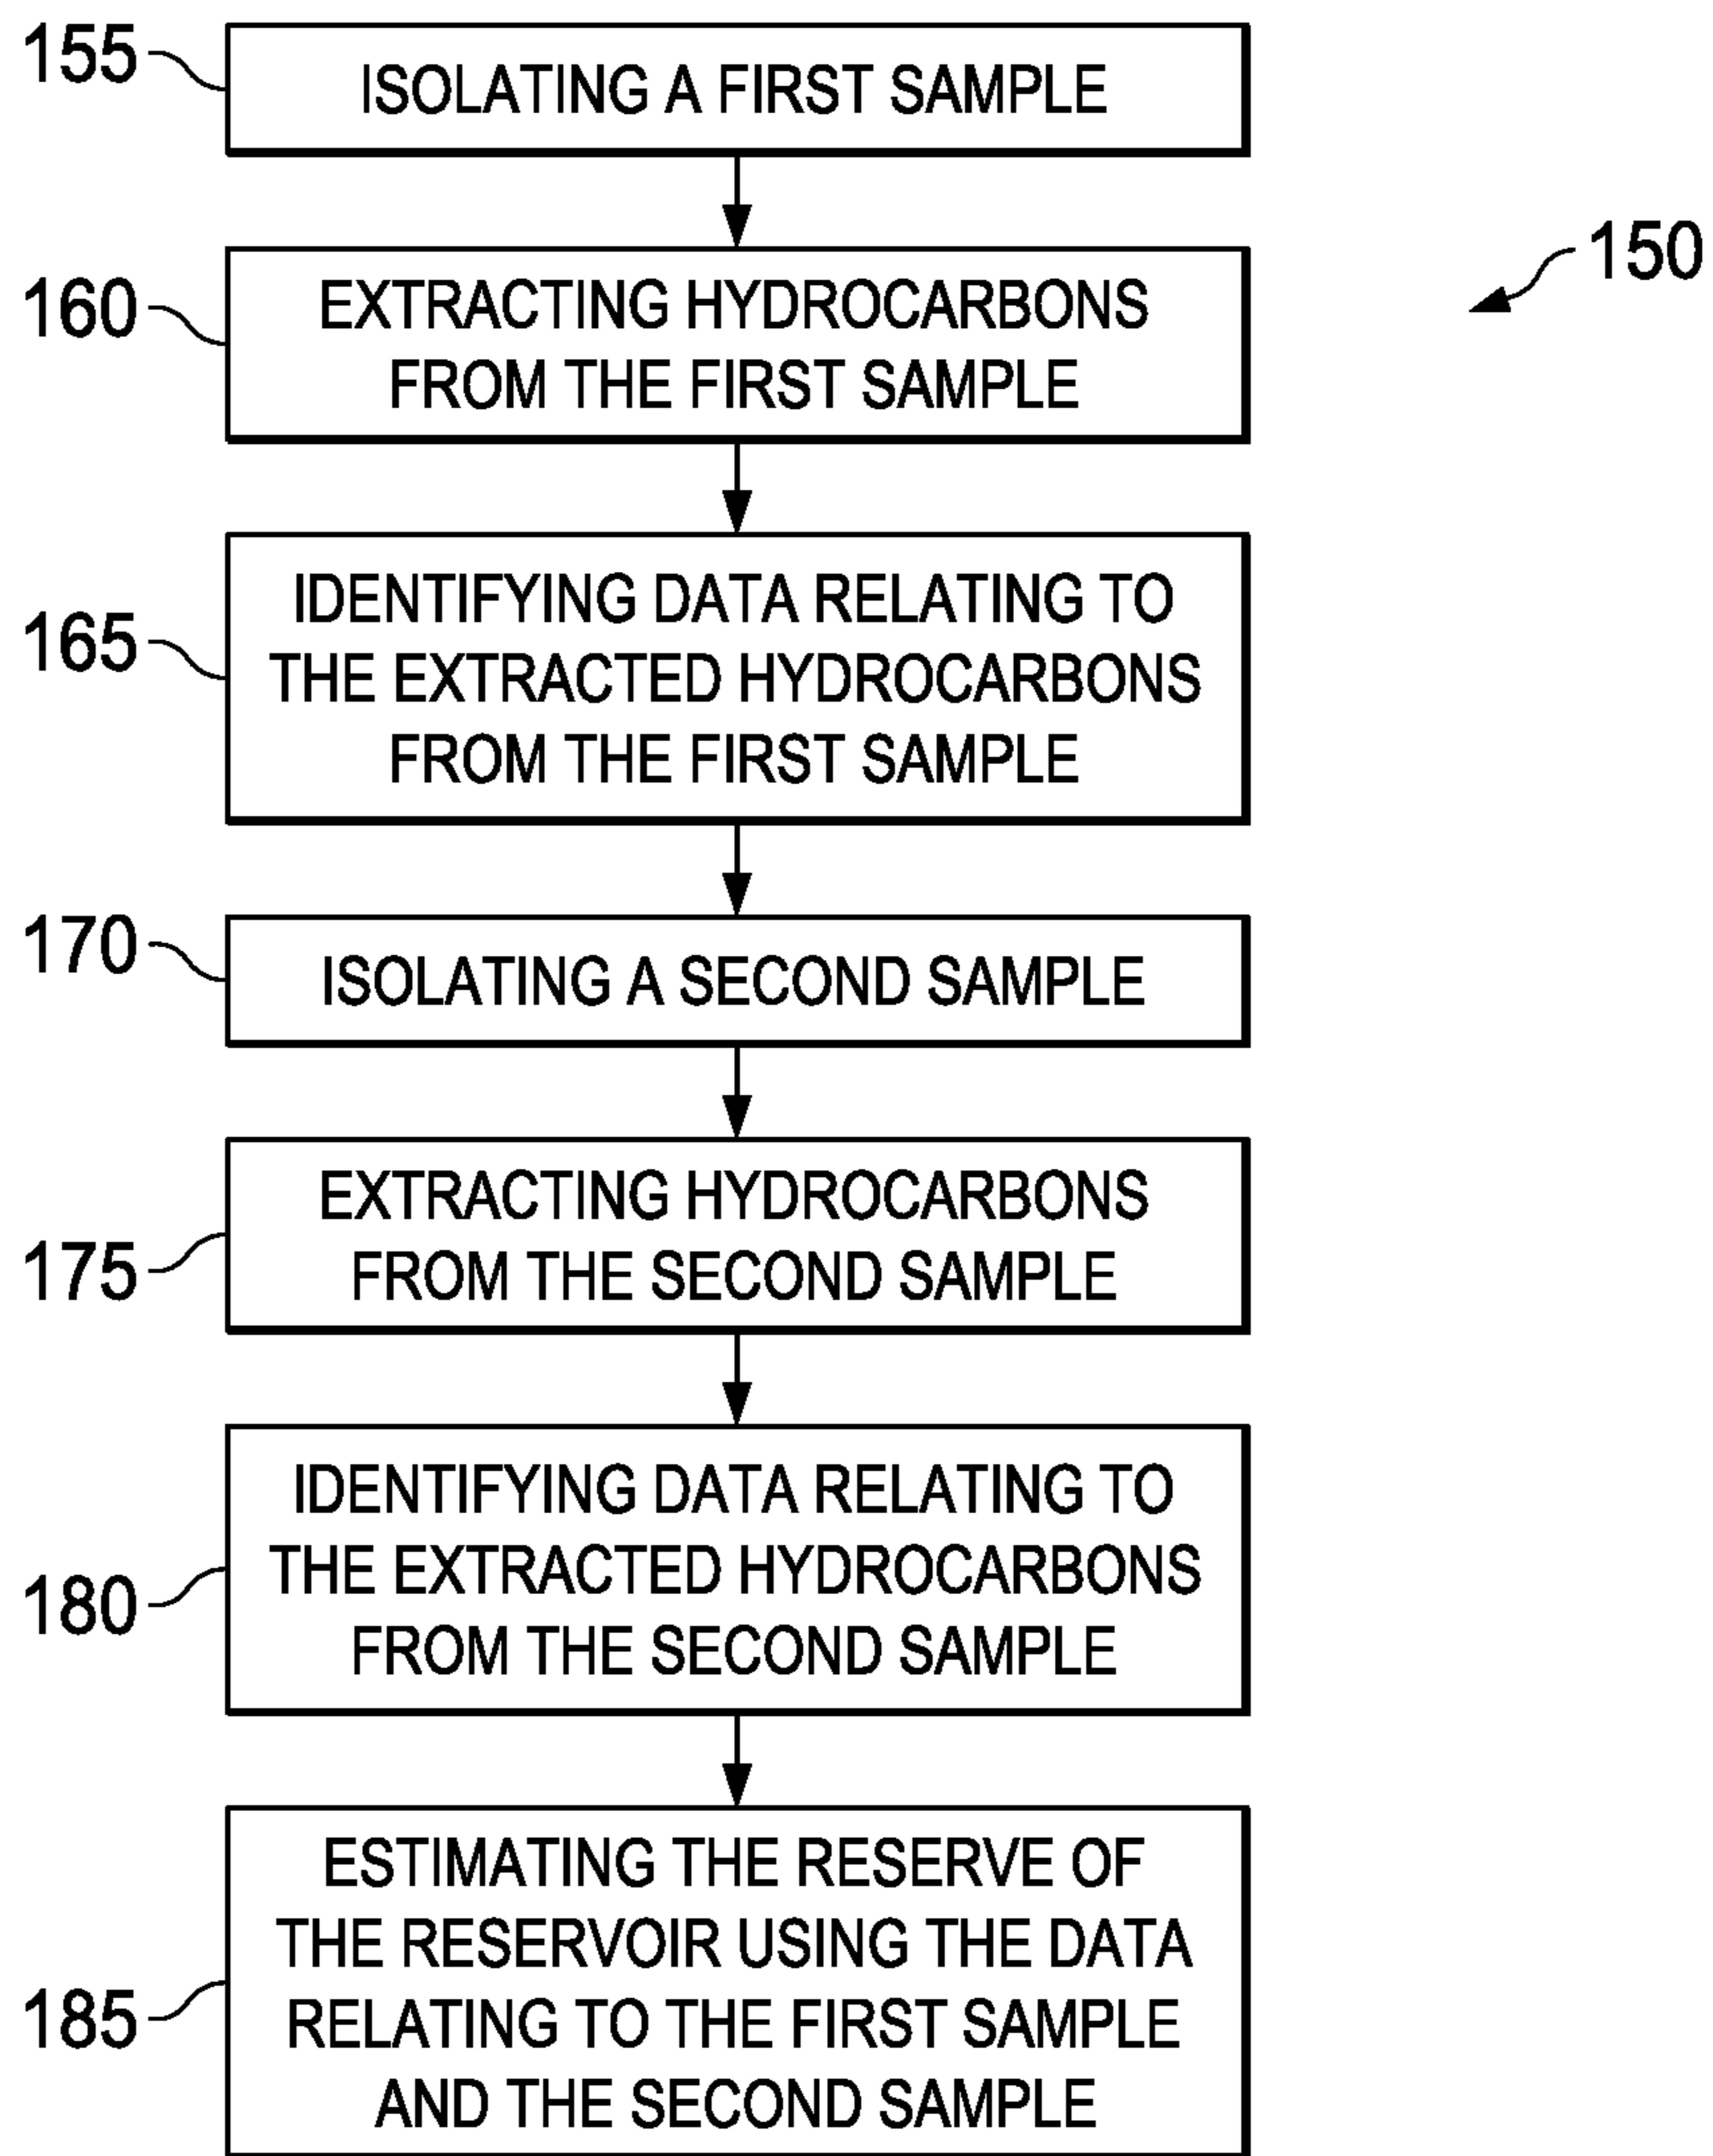 155
ISOLATING A FIRST SAMPLE
150
160
EXTRACTING HYDROCARBONS
FROM THE FIRST SAMPLE
165
IDENTIFYING DATA RELATING TO
THE EXTRACTED HYDROCARBONS
FROM THE FIRST SAMPLE
170
ISOLATING A SECOND SAMPLE
175
EXTRACTING HYDROCARBONS
FROM THE SECOND SAMPLE
180
IDENTIFYING DATA RELATING TO
THE EXTRACTED HYDROCARBONS
FROM THE SECOND SAMPLE
185
ESTIMATING THE RESERVE OF
THE RESERVOIR USING THE DATA
RELATING TO THE FIRST SAMPLE
AND THE SECOND SAMPLE